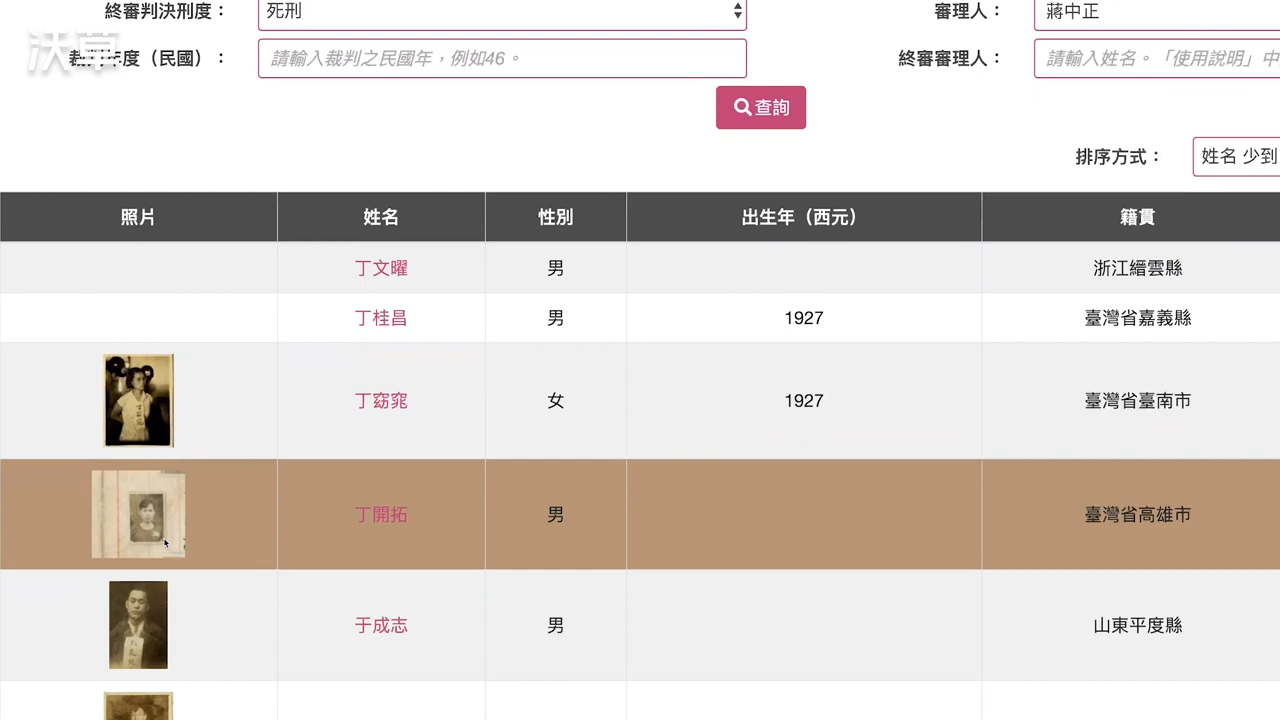 終審判決刑度：
死刑
審理人：
蔣中正
沃草
裁判年度（民國）：
請輸入裁判之民國年，例如46。
終審審理人：
請輸入姓名。「使用說明」中
查詢
排序方式：
姓名 少到
照片
姓名
性別
出生年（西元）
籍貫
丁文曜
男
浙江縉雲縣
丁桂昌
男
1927
臺灣省嘉義縣
丁窈窕
女
1927
臺灣省臺南市
丁開拓
男
臺灣省高雄市
于成志
男
山東平度縣